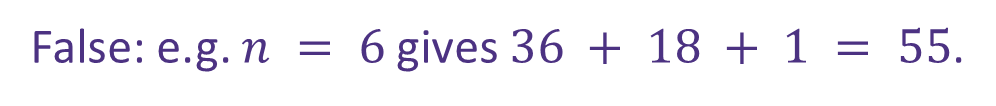 False: e.g. n = 6 gives 36 + 18 + 1 = 55.